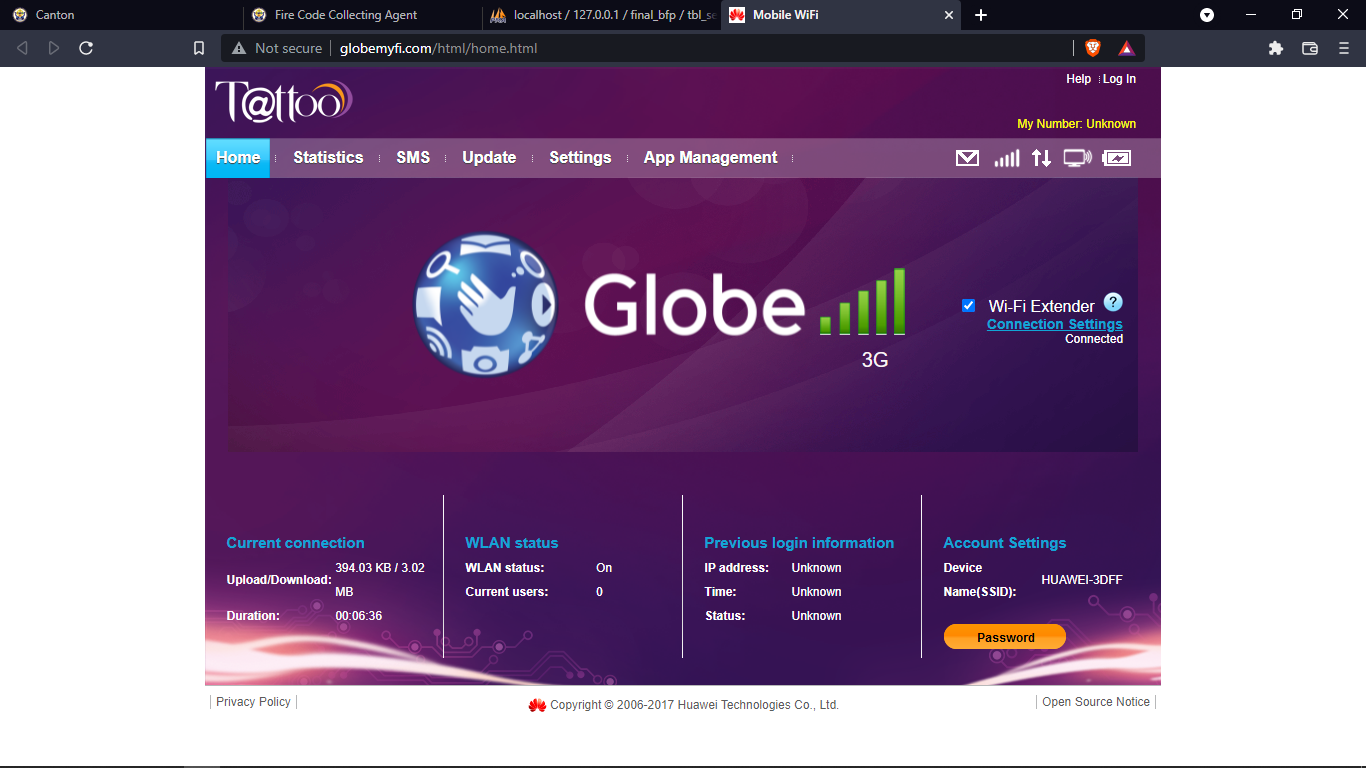 Canton
Fire Code Collecting Agent
localhost / 127.0.0.1 / final_bfp / tbl_se
Mobile WiFi
Not secure
globemyfi.com/html/home.html
T@ttoo
Help
Log In
My Number: Unknown
Home
Statistics
SMS
Update
Settings
App Management
Globe
3G
Wi-Fi Extender ?
Connection Settings
Connected
Current connection
Upload/Download: 394.03 KB / 3.02
MB
Duration: 00:06:36
WLAN status
WLAN status: On
Current users: 0
Previous login information
IP address: Unknown
Time: Unknown
Status: Unknown
Account Settings
Device
Name(SSID): HUAWEI-3DFF
Password
Privacy Policy
Copyright © 2006-2017 Huawei Technologies Co., Ltd.
Open Source Notice